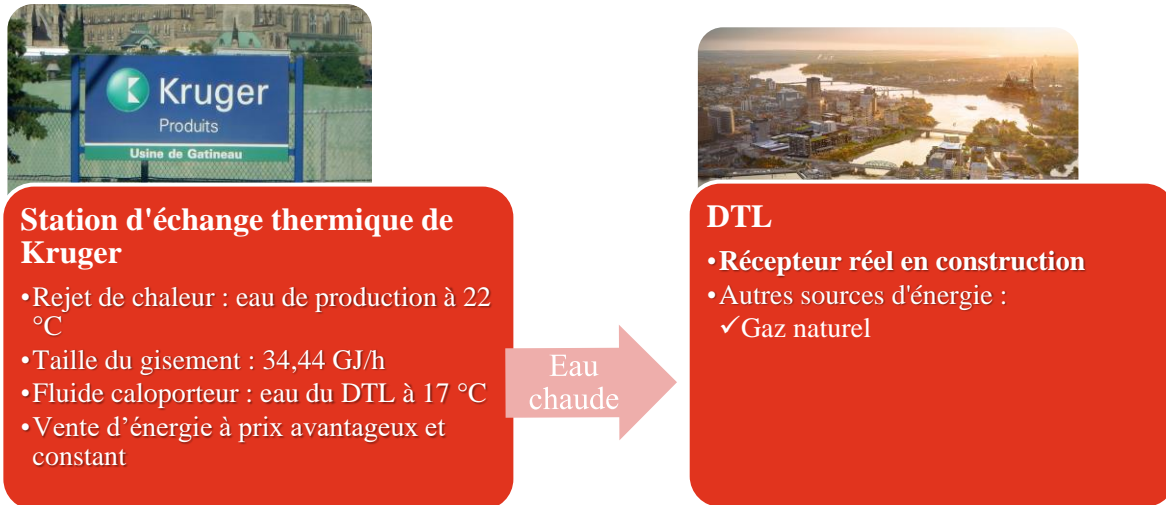 Kruger
Produits
Usine de Gatineau
Station d'échange thermique de
Kruger
•Rejet de chaleur : eau de production à 22
°C
•Taille du gisement : 34,44 GJ/h
•Fluide caloporteur : eau du DTL à 17 °C
•Vente d’énergie à prix avantageux et
constant
Eau
chaude
DTL
•Récepteur réel en construction
•Autres sources d'énergie :
✓Gaz naturel